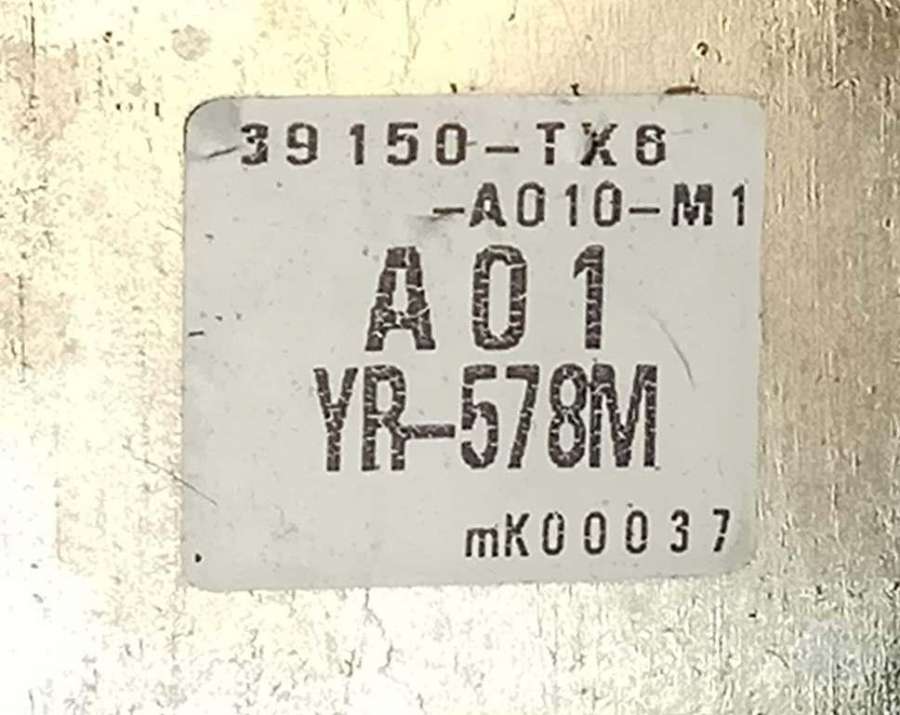 39150-TX6
-A010-M1
A01
YR-578M
mK00037